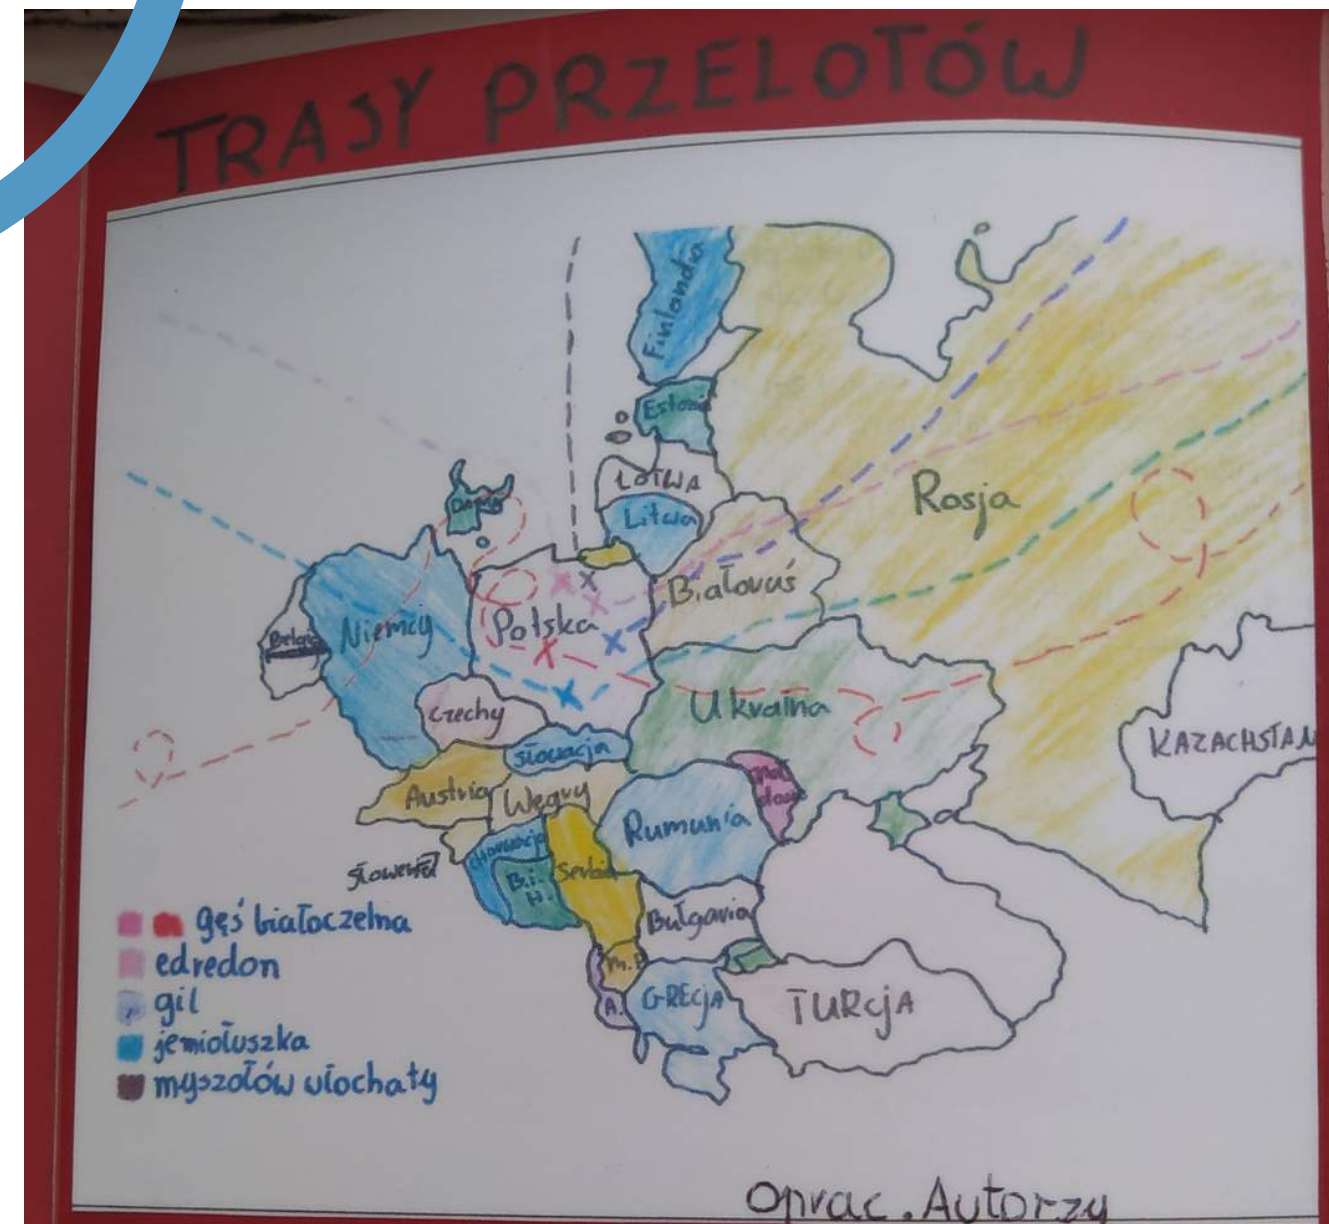 TRASY PRZELOTÓW
Finlandia
Estonia
ŁOTWA
Litwa
Rosja
Białoruś
Dania
Niemcy
Polska
Belgia
Czechy
Ukraina
KAZACHSTAN
Słowacja
Austria
Węgry
Rumunia
Chorwacja
Serbia
Słowenia
B.i.
H.
Bułgaria
A.
GRECJA
TURCJA
gęś białoczelna
edredon
gil
jemiołuszka
myszołów włochaty
Oprac. Autorzy